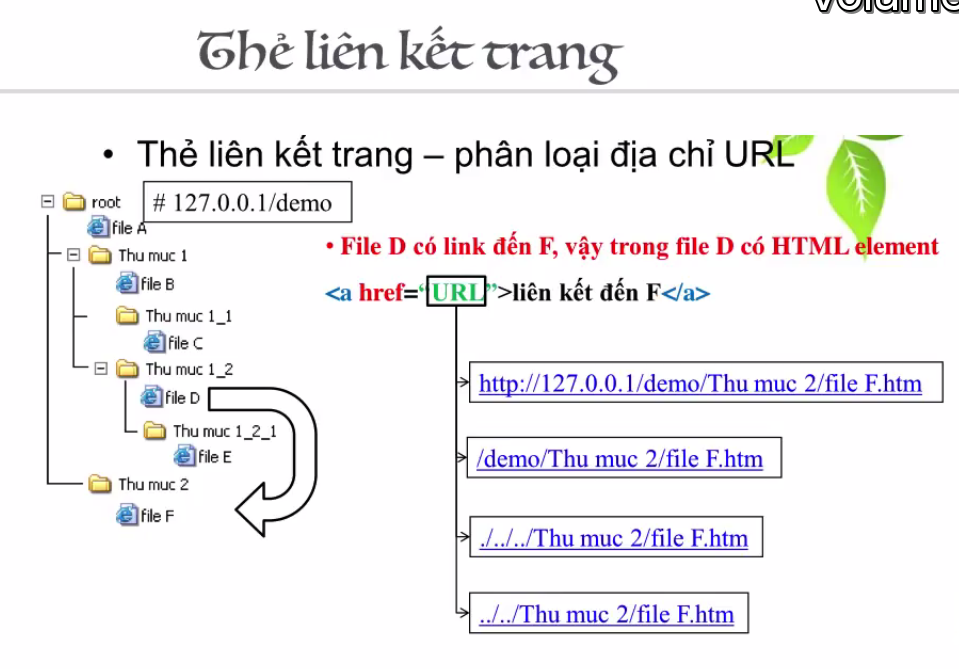 volume
Thẻ liên kết trang
• Thẻ liên kết trang – phân loại địa chỉ URL
root
# 127.0.0.1/demo
file A
Thu muc 1
• File D có link đến F, vậy trong file D có HTML element
file B
<a href=“URL”>liên kết đến F</a>
Thu muc 1_1
file C
Thu muc 1_2
http://127.0.0.1/demo/Thu muc 2/file F.htm
file D
Thu muc 1_2_1
file E
/demo/Thu muc 2/file F.htm
Thu muc 2
file F
./../../Thu muc 2/file F.htm
../../Thu muc 2/file F.htm